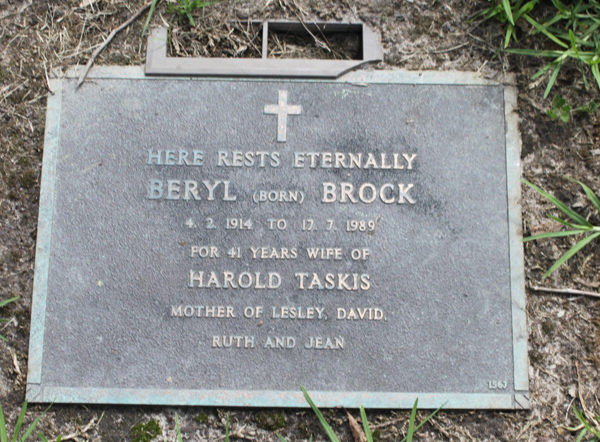 HERE RESTS ETERNALLY
BERYL (BORN) BROCK
4. 2. 1914 TO 17. 7. 1989
FOR 41 YEARS WIFE OF
HAROLD TASKIS
MOTHER OF LESLEY, DAVID,
RUTH AND JEAN
1567